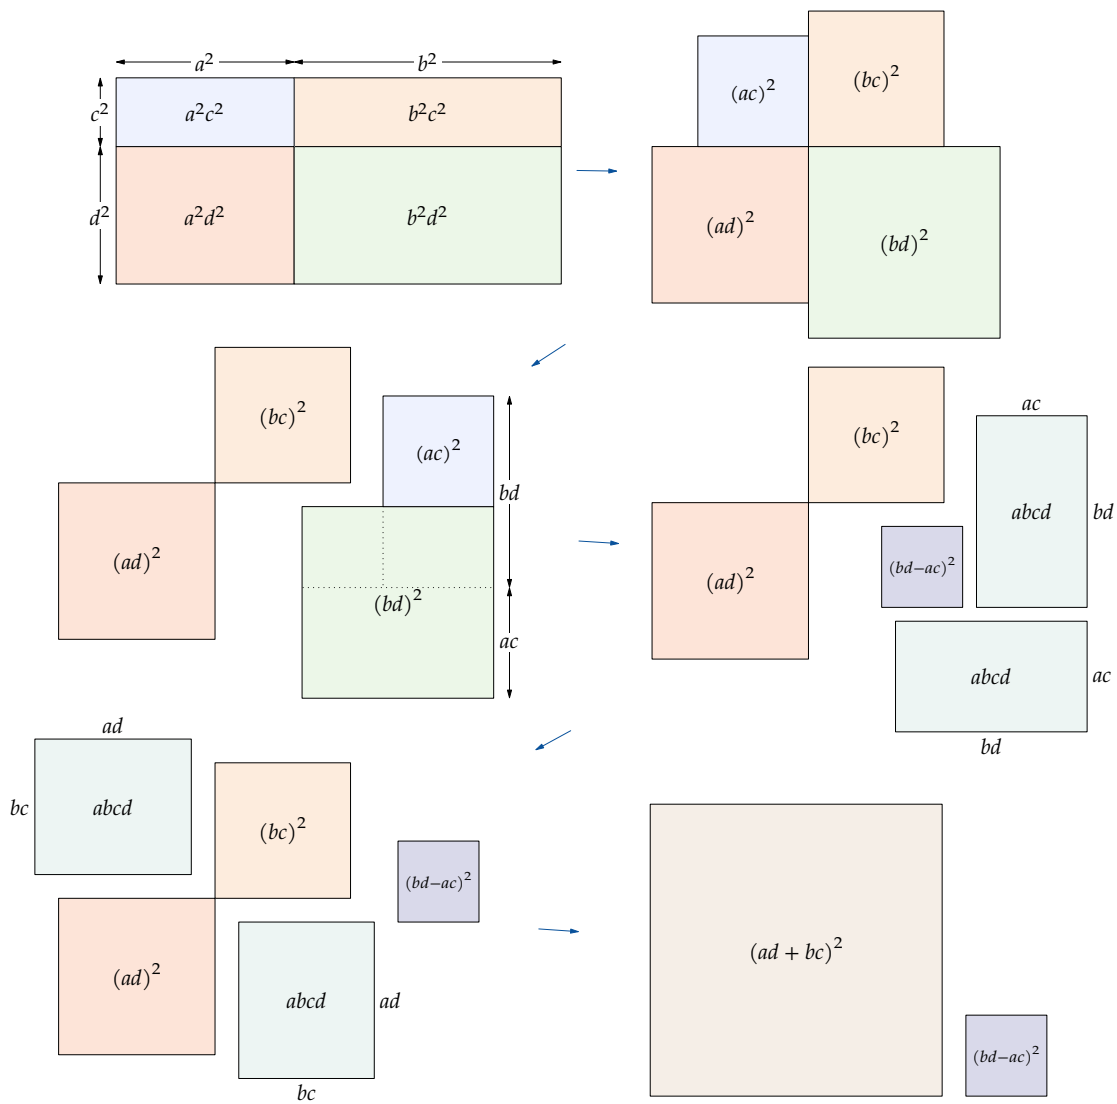 a² b²
c² a²c² b²c²
d² a²d² b²d²
(ac)² (bc)²
(ad)² (bd)²
(bc)²
(ac)²
bd
(ad)²
(bd)²
ac
(bc)²
ac
abcd bd
(ad)² (bd−ac)²
abcd ac
bd
ad
bc abcd
(bc)²
(bd−ac)²
(ad)²
abcd ad
bc
(ad + bc)²
(bd−ac)²